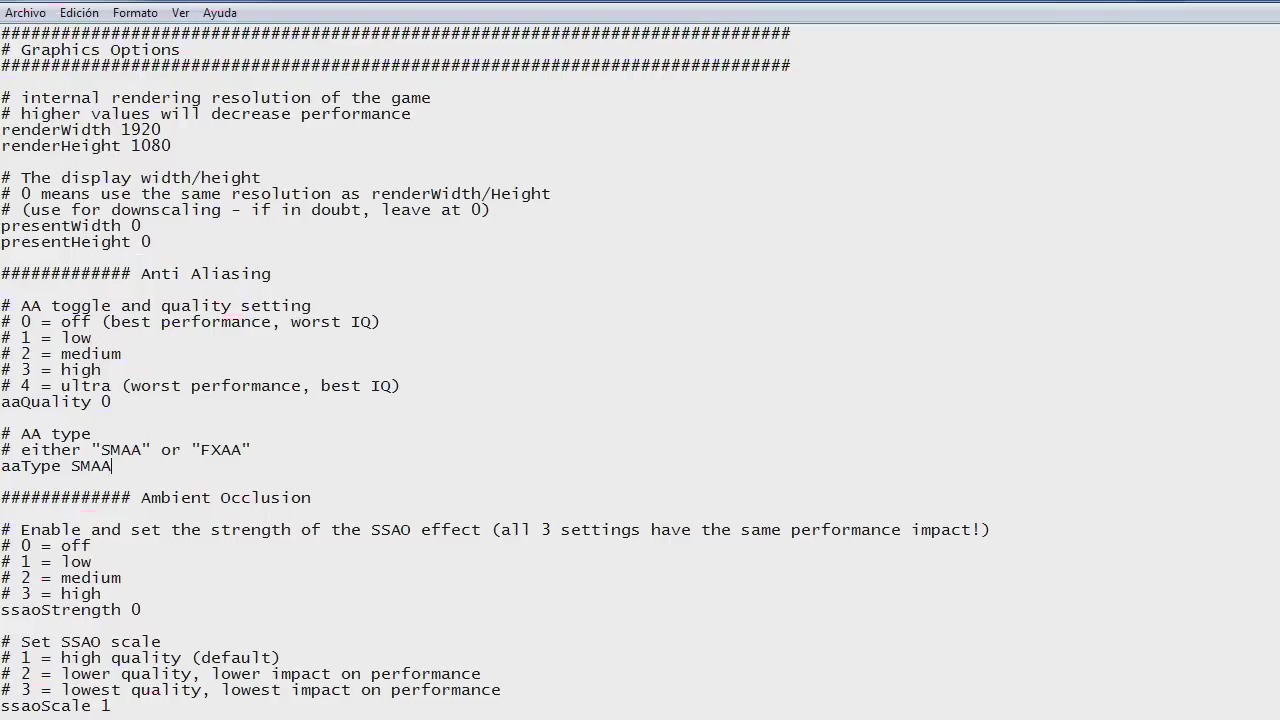 Archivo Edición Formato Ver Ayuda
###############################################################################
# Graphics Options
###############################################################################
# internal rendering resolution of the game
# higher values will decrease performance
renderWidth 1920
renderHeight 1080
# The display width/height
# 0 means use the same resolution as renderWidth/Height
# (use for downscaling - if in doubt, leave at 0)
presentWidth 0
presentHeight 0
############# Anti Aliasing
# AA toggle and quality setting
# 0 = off (best performance, worst IQ)
# 1 = low
# 2 = medium
# 3 = high
# 4 = ultra (worst performance, best IQ)
aaQuality 0
# AA type
# either "SMAA" or "FXAA"
aaType SMAA
############# Ambient Occlusion
# Enable and set the strength of the SSAO effect (all 3 settings have the same performance impact!)
# 0 = off
# 1 = low
# 2 = medium
# 3 = high
ssaoStrength 0
# Set SSAO scale
# 1 = high quality (default)
# 2 = lower quality, lower impact on performance
# 3 = lowest quality, lowest impact on performance
ssaoScale 1